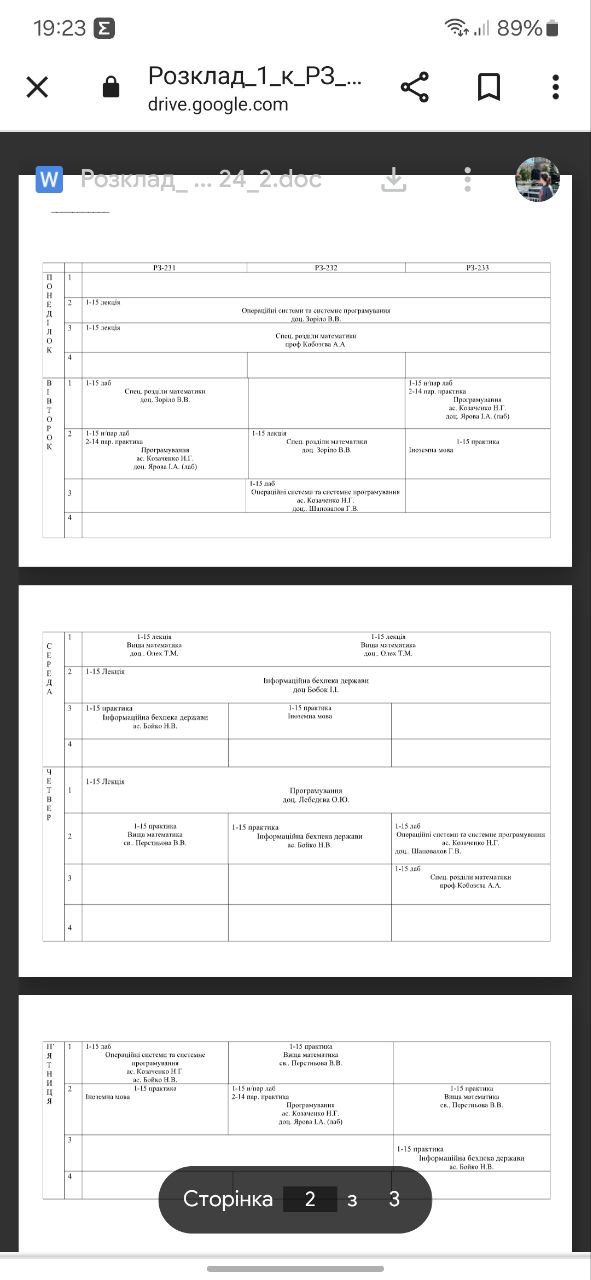 19:23
89%
Розклад_1_к_РЗ_...
drive.google.com
W Розклад_ ... 24_2.doc
РЗ-231 РЗ-232 РЗ-233
ПОНЕДІЛОК
1
2
1-15 лекція
Операційні системи та системне програмування
доц. Зоріло В.В.
3
1-15 лекція
Спец. розділи математики
проф Кобозєва А.А.
4
ВІВТОРОК
1
1-15 лаб
Спец. розділи математики
доц. Зоріло В.В.
1-15 н/пар лаб
2-14 пар. практика
Програмування
ас. Козаченко Н.Г.
доц. Ярова І.А. (лаб)
2
1-15 н/пар лаб
2-14 пар. практика
Програмування
ас. Козаченко Н.Г.
доц. Ярова І.А. (лаб)
1-15 лекція
Спец. розділи математики
доц. Зоріло В.В.
1-15 практика
Іноземна мова
3
1-15 лаб
Операційні системи та системне програмування
ас. Козаченко Н.Г.
доц.. Шаповалов Г.В.
4
СЕРЕДА
1
1-15 лекція
Вища математика
доц.. Олех Т.М.
1-15 лекція
Вища математика
доц.. Олех Т.М.
2
1-15 Лекція
Інформаційна безпека держави
доц Бобок І.І.
3
1-15 практика
Інформаційна безпека держави
ас. Бойко Н.В.
1-15 практика
Іноземна мова
4
ЧЕТВЕР
1
1-15 Лекція
Програмування
доц. Лебедєва О.Ю.
2
1-15 практика
Вища математика
св.. Перстньова В.В.
1-15 практика
Інформаційна безпека держави
ас. Бойко Н.В.
1-15 лаб
Операційні системи та системне програмування
ас. Козаченко Н.Г.
доц.. Шаповалов Г.В.
3
1-15 лаб
Спец. розділи математики
проф Кобозєва А.А.
4
П'ЯТНИЦЯ
1
1-15 лаб
Операційні системи та системне
програмування
ас. Козаченко Н.Г
ас. Бойко Н.В.
1-15 практика
Вища математика
св.. Перстньова В.В.
2
1-15 практика
Іноземна мова
1-15 н/пар лаб
2-14 пар. практика
Програмування
ас. Козаченко Н.Г.
доц. Ярова І.А. (лаб)
1-15 практика
Вища математика
св.. Перстньова В.В.
3
1-15 практика
Інформаційна безпека держави
ас. Бойко Н.В.
4
Сторінка 2 з 3